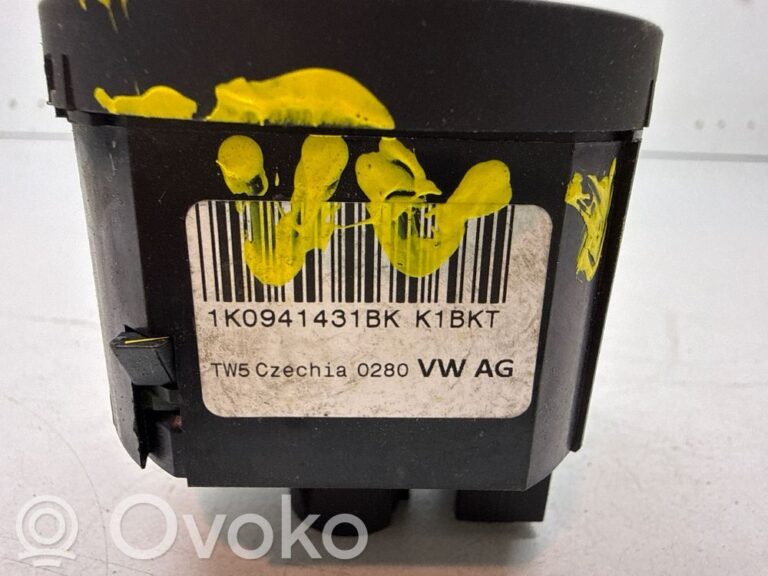 1K0941431BK K1BKT
TW5 Czechia 0280 VW AG
Ovoko